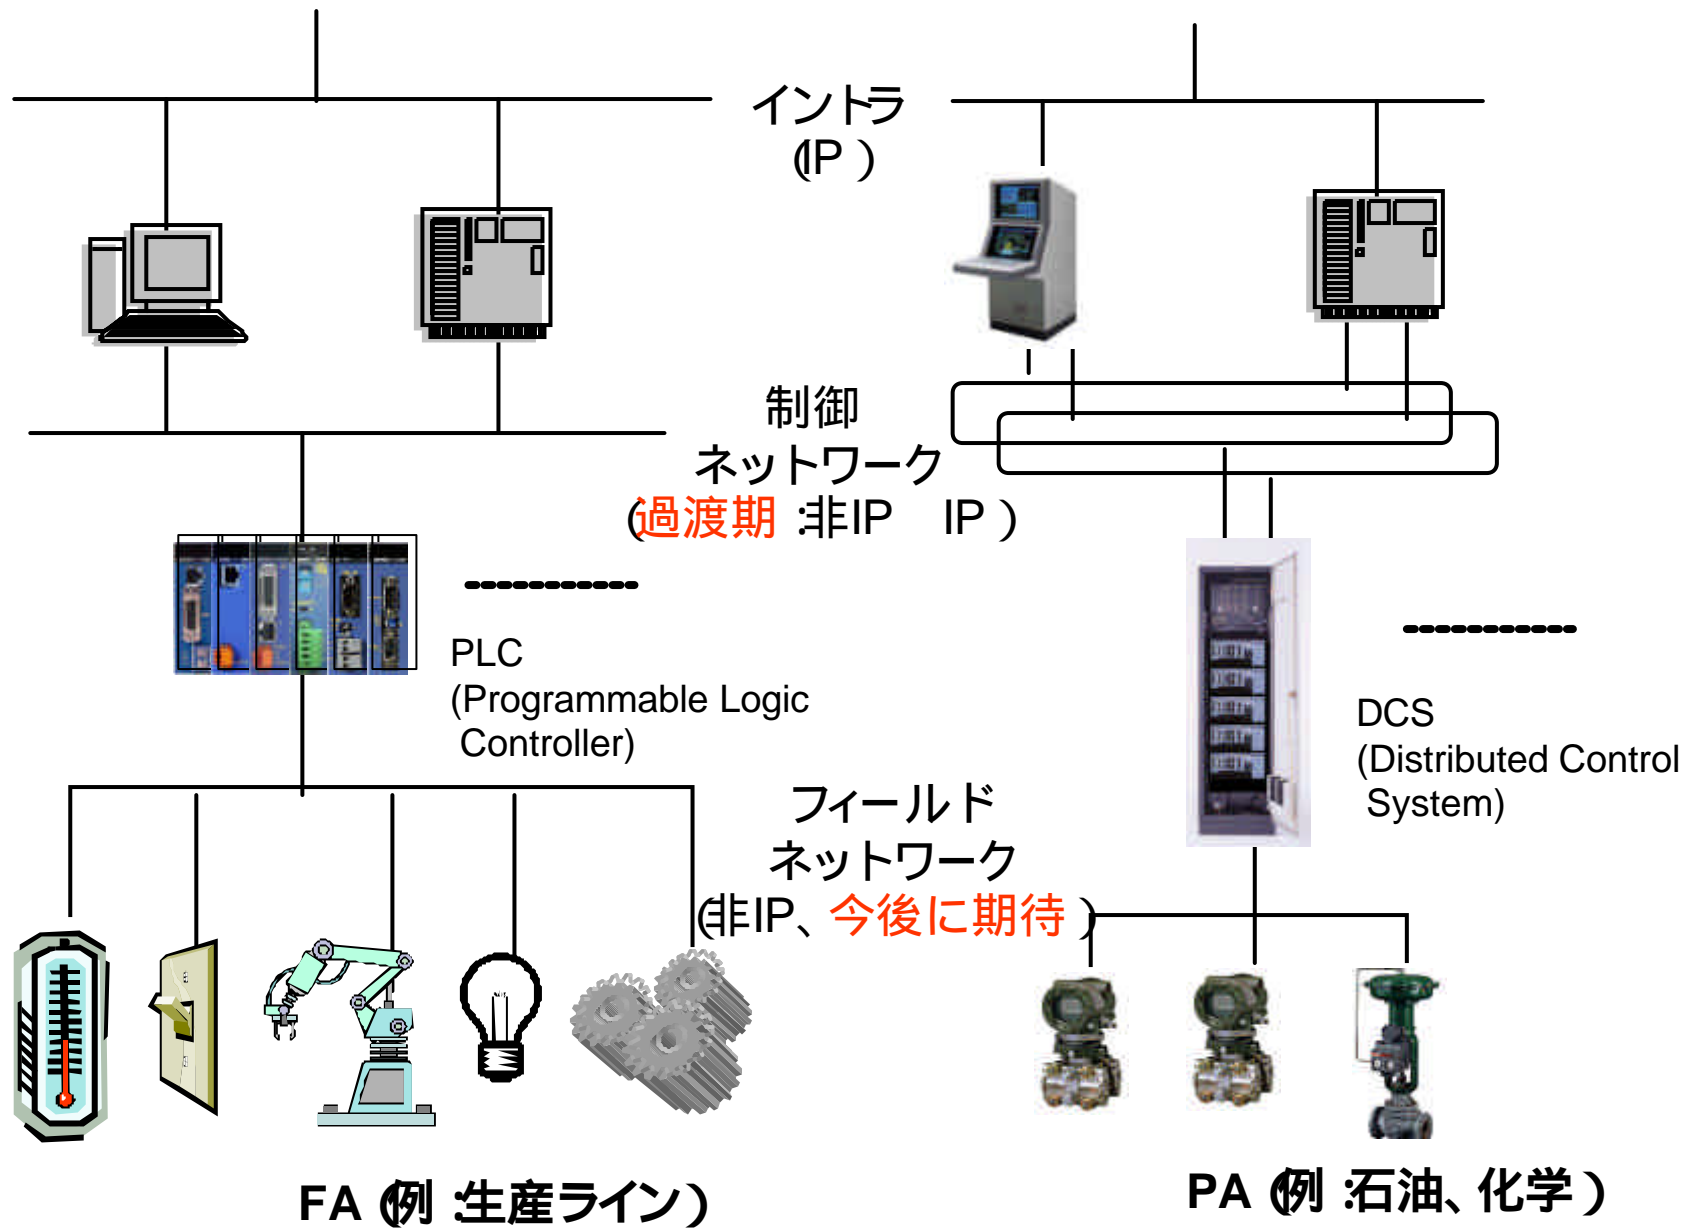 イントラ
(IP)
制御
ネットワーク
(過渡期:非IP IP)
PLC
(Programmable Logic
Controller)
DCS
(Distributed Control
System)
フィールド
ネットワーク
(非IP、今後に期待)
FA (例:生産ライン)
PA (例:石油、化学)